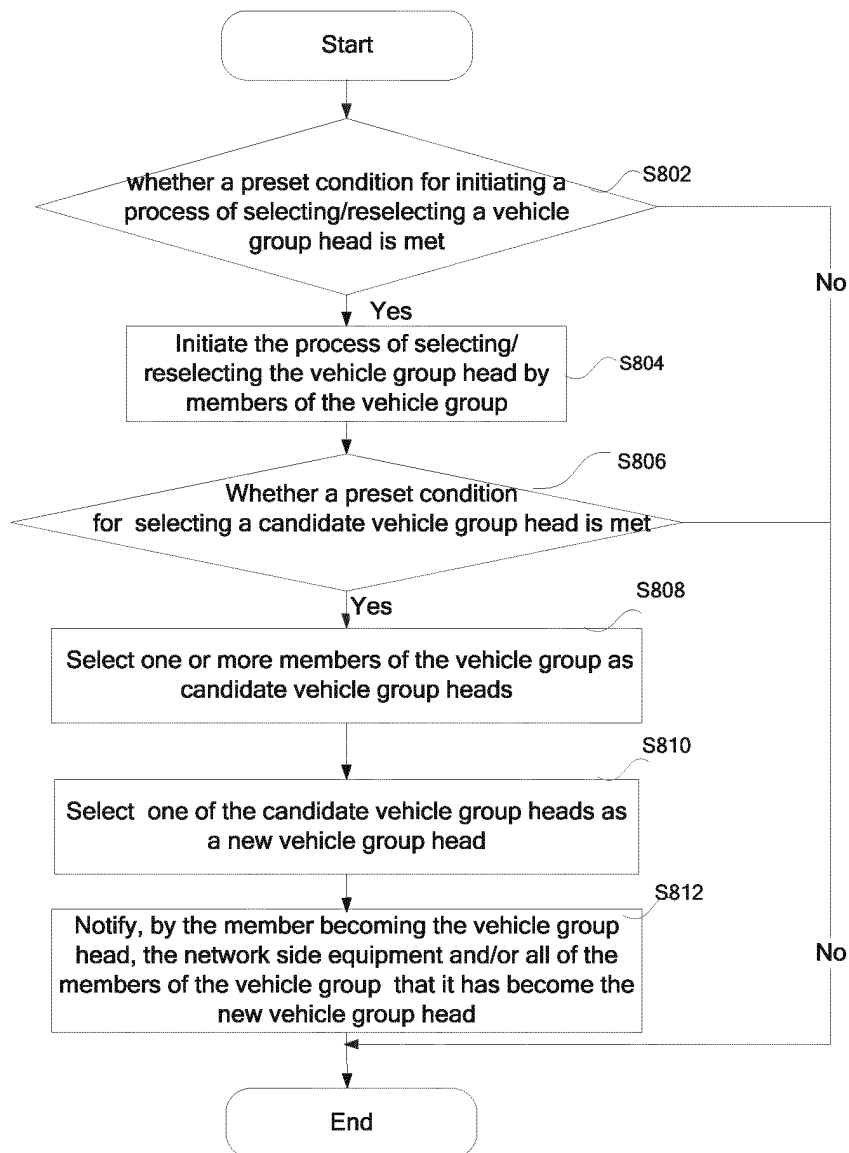 Start
whether a preset condition for initiating a
process of selecting/reselecting a vehicle
group head is met
S802
No
Yes
Initiate the process of selecting/
reselecting the vehicle group head by
members of the vehicle group
S804
Whether a preset condition
for selecting a candidate vehicle group head is met
S806
Yes
S808
Select one or more members of the vehicle group as
candidate vehicle group heads
S810
Select one of the candidate vehicle group heads as
a new vehicle group head
S812
Notify, by the member becoming the vehicle group
head, the network side equipment and/or all of the
members of the vehicle group that it has become the
new vehicle group head
No
End